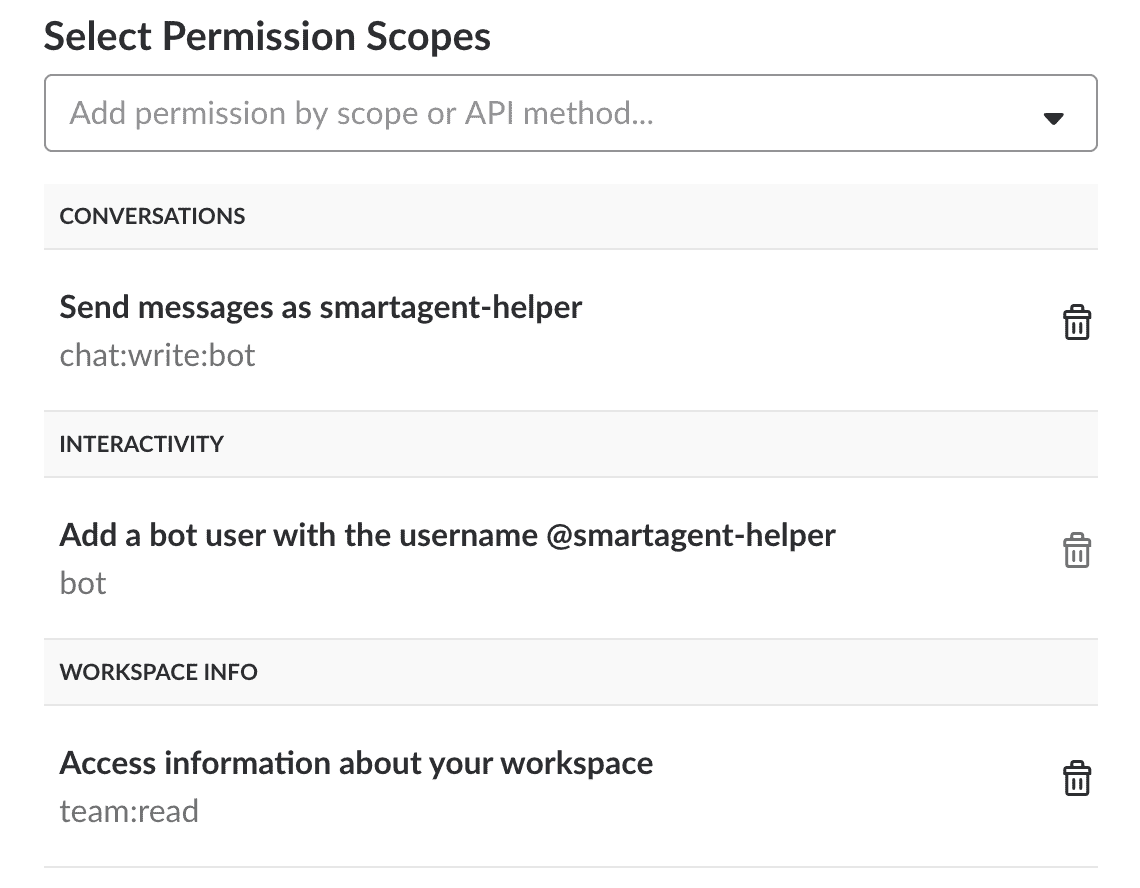 Select Permission Scopes
Add permission by scope or API method...
CONVERSATIONS
Send messages as smartagent-helper
chat:write:bot
INTERACTIVITY
Add a bot user with the username @smartagent-helper
bot
WORKSPACE INFO
Access information about your workspace
team:read